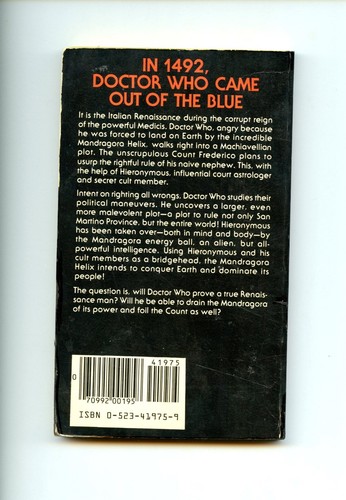 IN 1492,
DOCTOR WHO CAME
OUT OF THE BLUE
It is the Italian Renaissance during the corrupt reign
of the powerful Medicis. Doctor Who, angry because
he was forced to land on Earth by the incredible
Mandragora Helix, walks right into a Machiavellian
plot. The unscrupulous Count Frederico plans to
usurp the rightful rule of his naive nephew. This, with
the help of Hieronymous, influential court astrologer
and secret cult member.
Intent on righting all wrongs, Doctor Who studies their
political maneuvers. He uncovers a larger, even
more malevolent plot—a plot to rule not only San
Martino Province, but the entire world! Hieronymous
has been taken over—both in mind and body—by
the Mandragora energy ball, an alien, but all-
powerful intelligence. Using Hieronymous and his
cult members as a bridgehead, the Mandragora
Helix intends to conquer Earth and dominate its
people!
The question is, will Doctor Who prove a true Renais-
sance man? Will he be able to drain the Mandragora
of its power and foil the Count as well?
41975
0
70992 00195
ISBN 0-523-41975-9